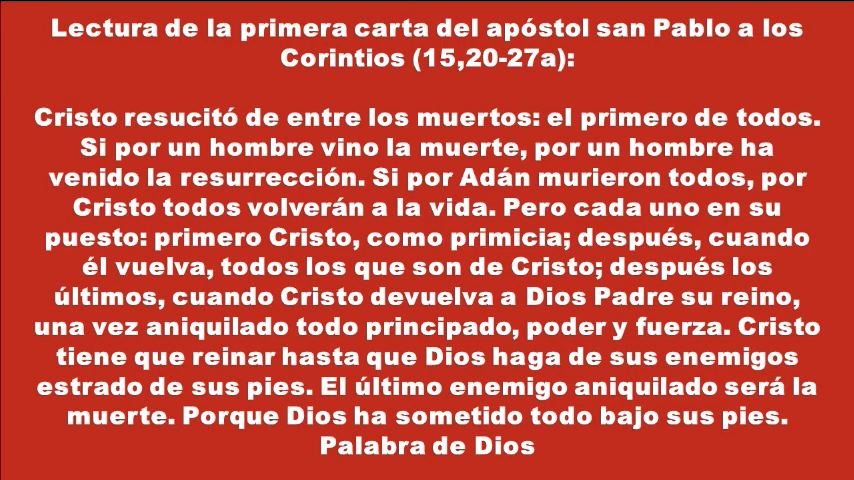 Lectura de la primera carta del apóstol san Pablo a los
Corintios (15,20-27a):
Cristo resucitó de entre los muertos: el primero de todos.
Si por un hombre vino la muerte, por un hombre ha
venido la resurrección. Si por Adán murieron todos, por
Cristo todos volverán a la vida. Pero cada uno en su
puesto: primero Cristo, como primicia; después, cuando
él vuelva, todos los que son de Cristo; después los
últimos, cuando Cristo devuelva a Dios Padre su reino,
una vez aniquilado todo principado, poder y fuerza. Cristo
tiene que reinar hasta que Dios haga de sus enemigos
estrado de sus pies. El último enemigo aniquilado será la
muerte. Porque Dios ha sometido todo bajo sus pies.
Palabra de Dios